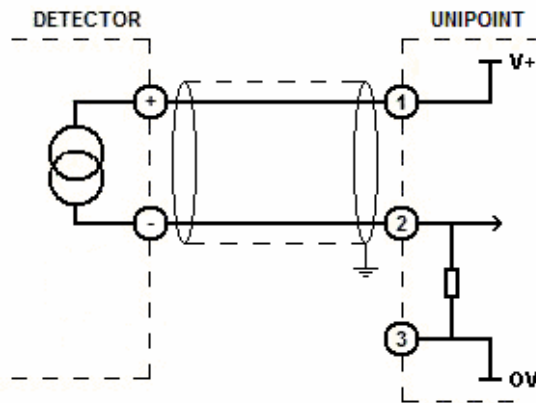 DETECTOR
UNIPOINT
V+
+
1
-
2
3
0V